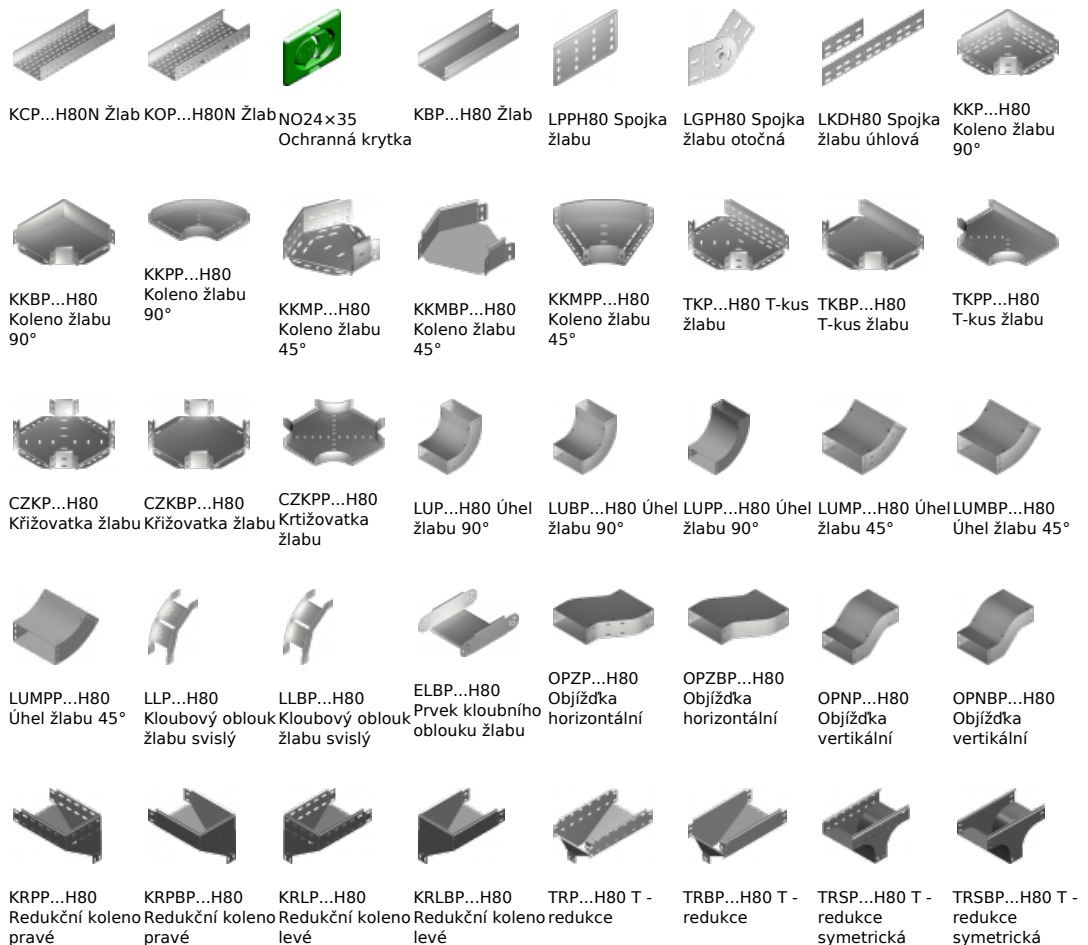 KCP...H80N Žlab
KOP...H80N Žlab
NO24×35
Ochranná krytka
KBP...H80 Žlab
LPPH80 Spojka
žlabu
LGPH80 Spojka
žlabu otočná
LKDH80 Spojka
žlabu úhlová
KKP...H80
Koleno žlabu
90°
KKBP...H80
Koleno žlabu
90°
KKPP...H80
Koleno žlabu
90°
KKMP...H80
Koleno žlabu
45°
KKMBP...H80
Koleno žlabu
45°
KKMPP...H80
Koleno žlabu
45°
TKP...H80 T-kus
žlabu
TKBP...H80
T-kus žlabu
TKPP...H80
T-kus žlabu
CZKP...H80
Křižovatka žlabu
CZKBP...H80
Křižovatka žlabu
CZKPP...H80
Krtižovatka
žlabu
LUP...H80 Úhel
žlabu 90°
LUBP...H80 Úhel
žlabu 90°
LUPP...H80 Úhel
žlabu 90°
LUMP...H80 Úhel
žlabu 45°
LUMBP...H80
Úhel žlabu 45°
LUMPP...H80
Úhel žlabu 45°
LLP...H80
Kloubový oblouk
žlabu svislý
LLBP...H80
Kloubový oblouk
žlabu svislý
ELBP...H80
Prvek kloubního
oblouku žlabu
OPZP...H80
Objížďka
horizontální
OPZBP...H80
Objížďka
horizontální
OPNP...H80
Objížďka
vertikální
OPNBP...H80
Objížďka
vertikální
KRPP...H80
Redukční koleno
pravé
KRPBP...H80
Redukční koleno
pravé
KRLP...H80
Redukční koleno
levé
KRLBP...H80
Redukční koleno
levé
TRP...H80 T -
redukce
TRBP...H80 T -
redukce
TRSP...H80 T -
redukce
symetrická
TRSBP...H80 T -
redukce
symetrická